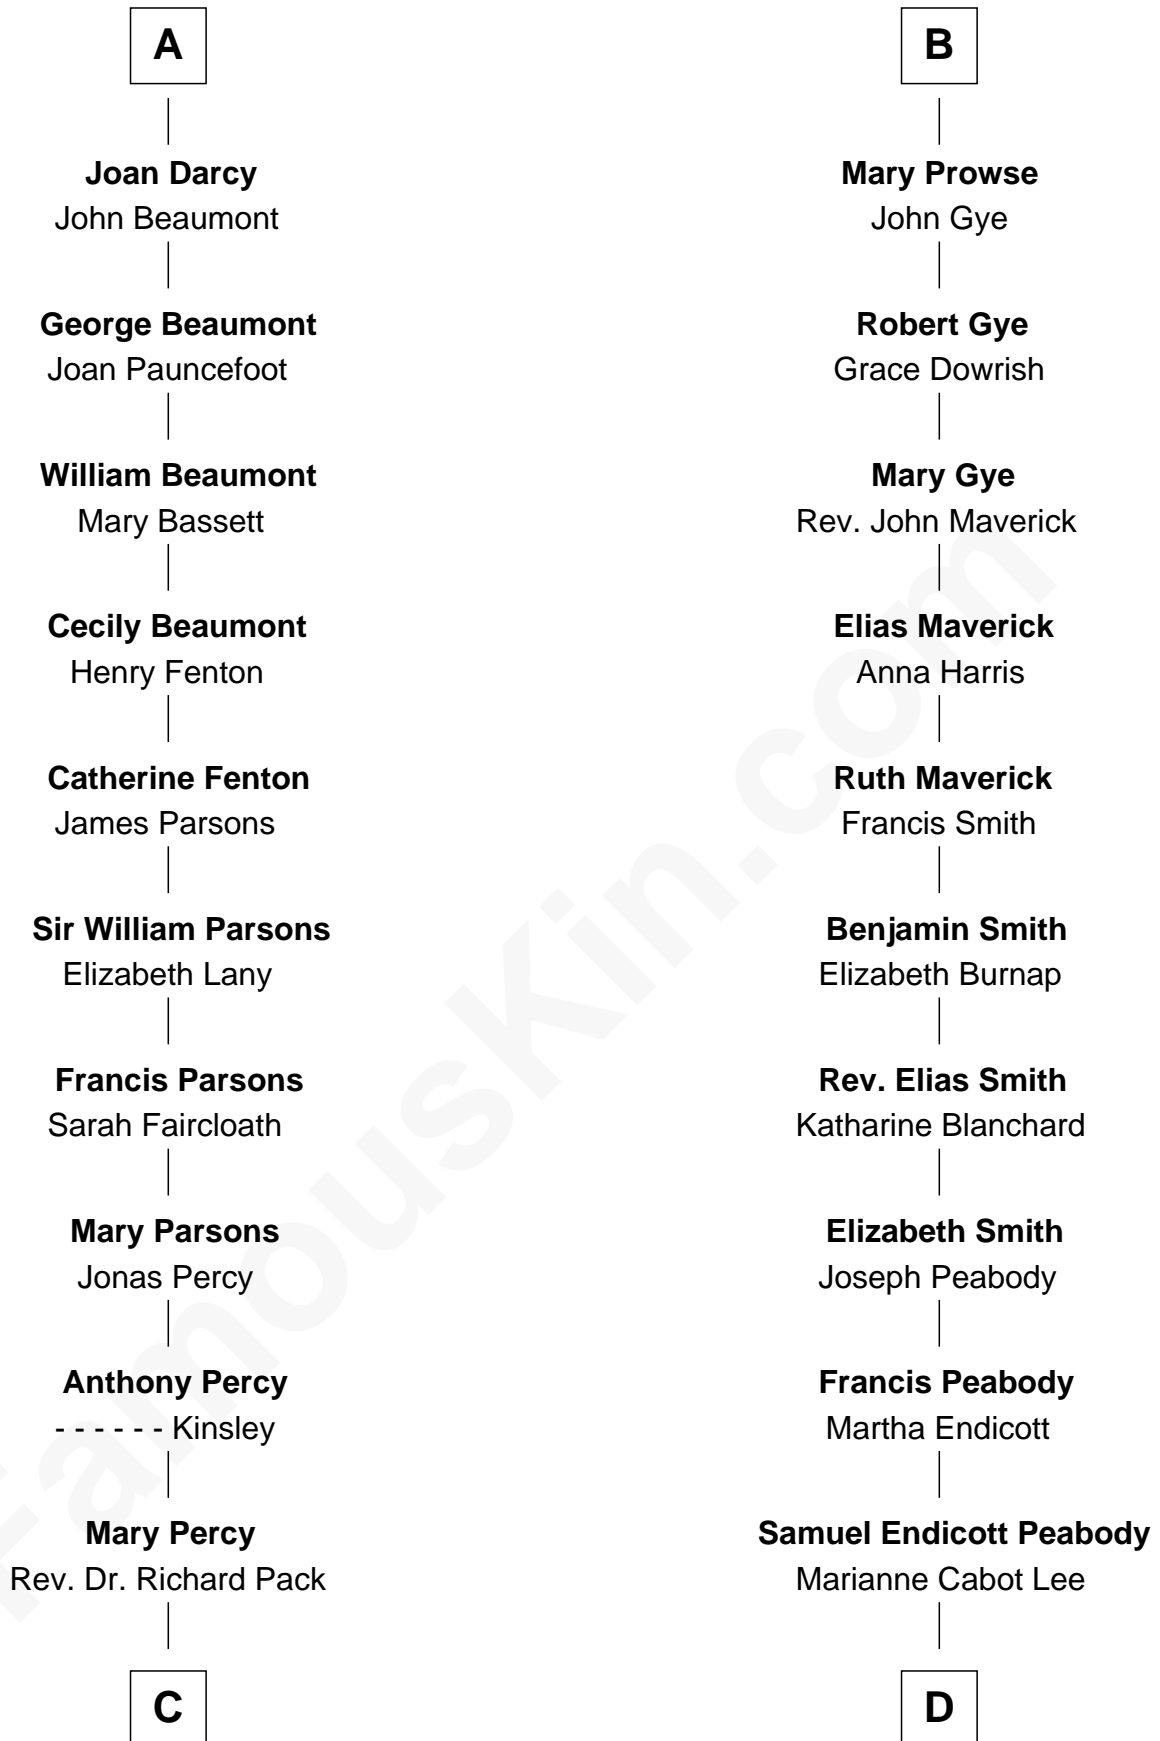 A
Joan Darcy
John Beaumont
George Beaumont
Joan Pauncefoot
William Beaumont
Mary Bassett
Cecily Beaumont
Henry Fenton
Catherine Fenton
James Parsons
Sir William Parsons
Elizabeth Lany
Francis Parsons
Sarah Faircloath
Mary Parsons
Jonas Percy
Anthony Percy
- - - - - - Kinsley
Mary Percy
Rev. Dr. Richard Pack
C
B
Mary Prowse
John Gye
Robert Gye
Grace Dowrish
Mary Gye
Rev. John Maverick
Elias Maverick
Anna Harris
Ruth Maverick
Francis Smith
Benjamin Smith
Elizabeth Burnap
Rev. Elias Smith
Katharine Blanchard
Elizabeth Smith
Joseph Peabody
Francis Peabody
Martha Endicott
Samuel Endicott Peabody
Marianne Cabot Lee
D
FamousKin.com